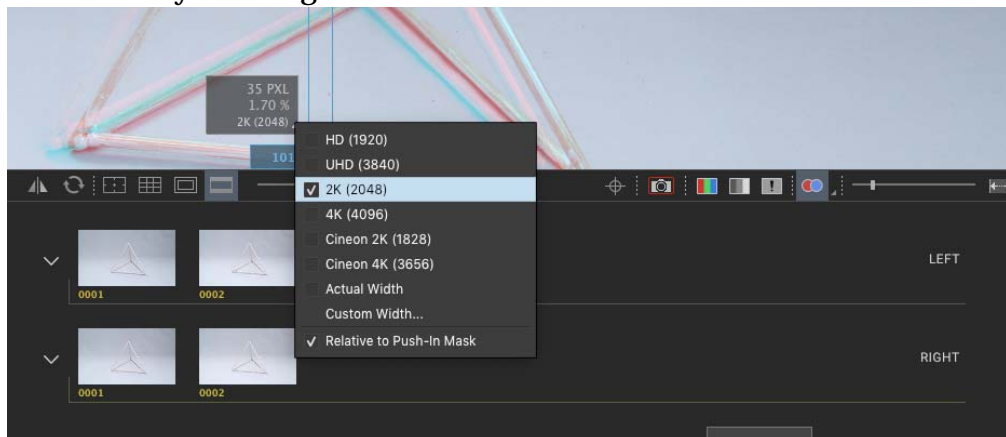 35 PXL
1.70 %
2K (2048)
101
HD (1920)
UHD (3840)
2K (2048)
4K (4096)
Cineon 2K (1828)
Cineon 4K (3656)
Actual Width
Custom Width...
Relative to Push-In Mask
LEFT
0001 0002
RIGHT
0001 0002